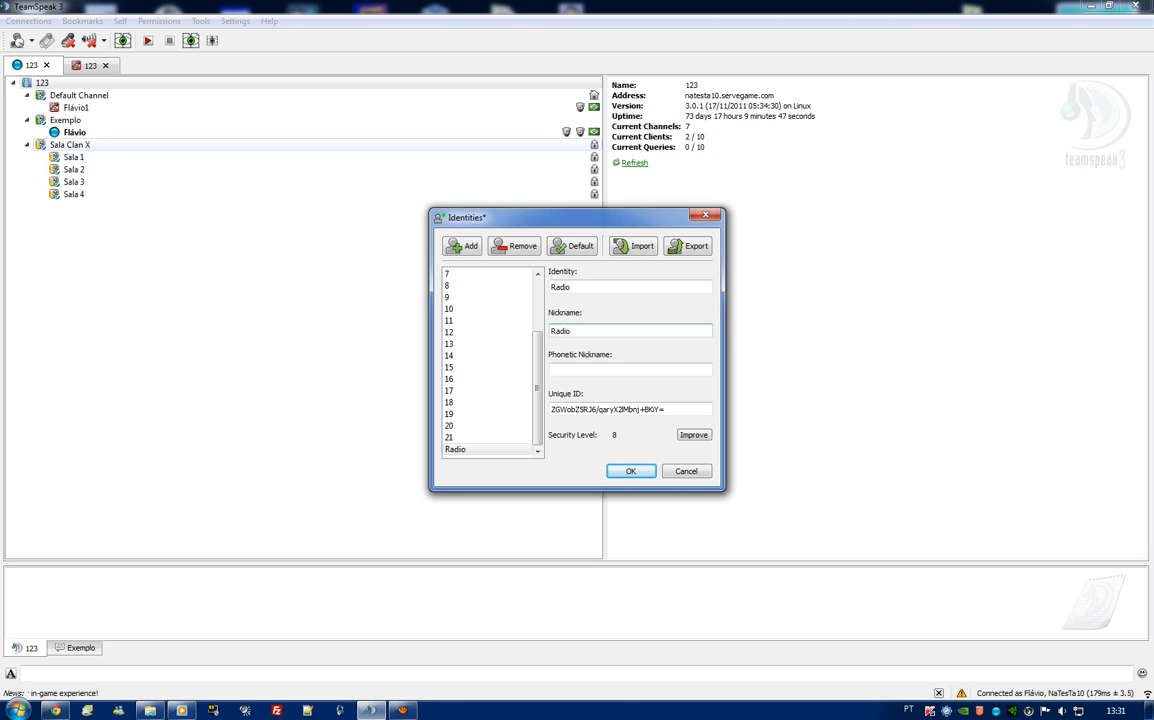 TeamSpeak 3
Connections Bookmarks Self Permissions Tools Settings Help
123
123
123
Default Channel
Flávio1
Exemplo
Flávio
Sala Clan X
Sala 1
Sala 2
Sala 3
Sala 4
Name: 123
Address: natesta10.servegame.com
Version: 3.0.1 (17/11/2011 05:34:30) on Linux
Uptime: 73 days 17 hours 9 minutes 47 seconds
Current Channels: 7
Current Clients: 2 / 10
Current Queries: 0 / 10
Refresh
teamspeak3
Identities*
Add Remove Default Import Export
7
8
9
10
11
12
13
14
15
16
17
18
19
20
21
Radio
Identity:
Radio
Nickname:
Radio
Phonetic Nickname:
Unique ID:
Security Level: 8 Improve
OK Cancel
123 Exemplo
A
News: in-game experience!
Connected as Flávio, NaTesTa10 (179ms ± 3.5)
PT
13:31